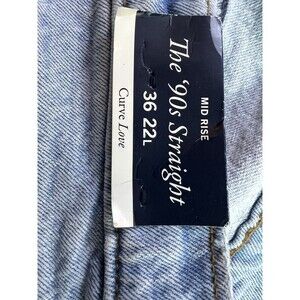 MID RISE
The '90s Straight
36 22L
Curve Love